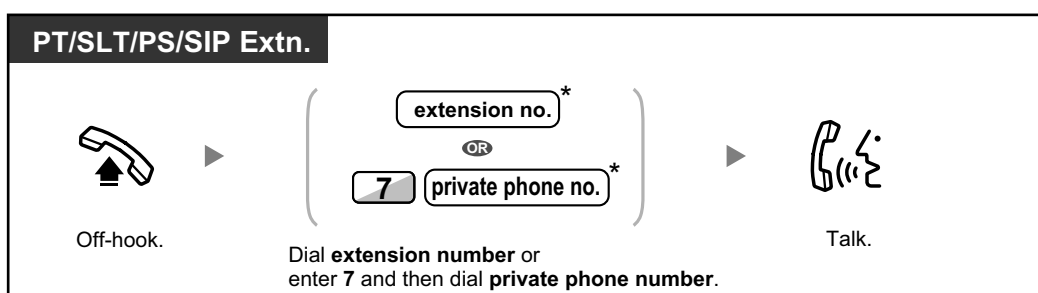 PT/SLT/PS/SIP Extn.
extension no.*
OR
7 private phone no.*
Off-hook.
Dial extension number or
enter 7 and then dial private phone number.
Talk.